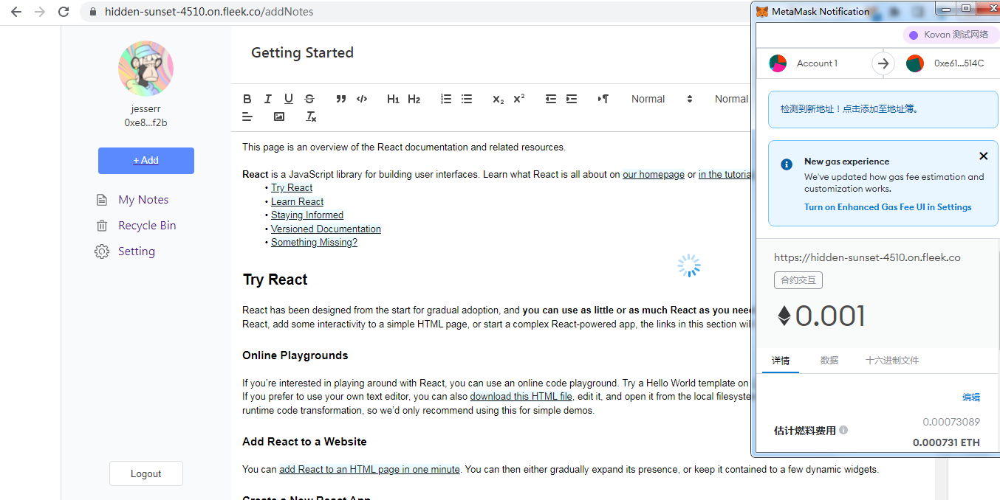 hidden-sunset-4510.on.fleek.co/addNotes
jesserr
0xe8...f2b
+ Add
My Notes
Recycle Bin
Setting
Logout
Getting Started
B I U S H1 H2 X2 X2 Normal Normal
This page is an overview of the React documentation and related resources.
React is a JavaScript library for building user interfaces. Learn what React is all about on our homepage or in the tutoria
• Try React
• Learn React
• Staying Informed
• Versioned Documentation
• Something Missing?
Try React
React has been designed from the start for gradual adoption, and you can use as little or as much React as you need
React, add some interactivity to a simple HTML page, or start a complex React-powered app, the links in this section wil
Online Playgrounds
If you’re interested in playing around with React, you can use an online code playground. Try a Hello World template on
If you prefer to use your own text editor, you can also download this HTML file, edit it, and open it from the local filesyste
runtime code transformation, so we’d only recommend using this for simple demos.
Add React to a Website
You can add React to an HTML page in one minute. You can then either gradually expand its presence, or keep it contained to a few dynamic widgets.
Create a New React App
MetaMask Notification
Kovan 测试网络
Account 1
0xe61...514C
检测到新地址！点击添加至地址簿。
New gas experience
We've updated how gas fee estimation and
customization works.
Turn on Enhanced Gas Fee UI in Settings
https://hidden-sunset-4510.on.fleek.co
合约交互
0.001
详情 数据 十六进制文件
编辑
0.00073089
估计燃料费用
0.000731 ETH